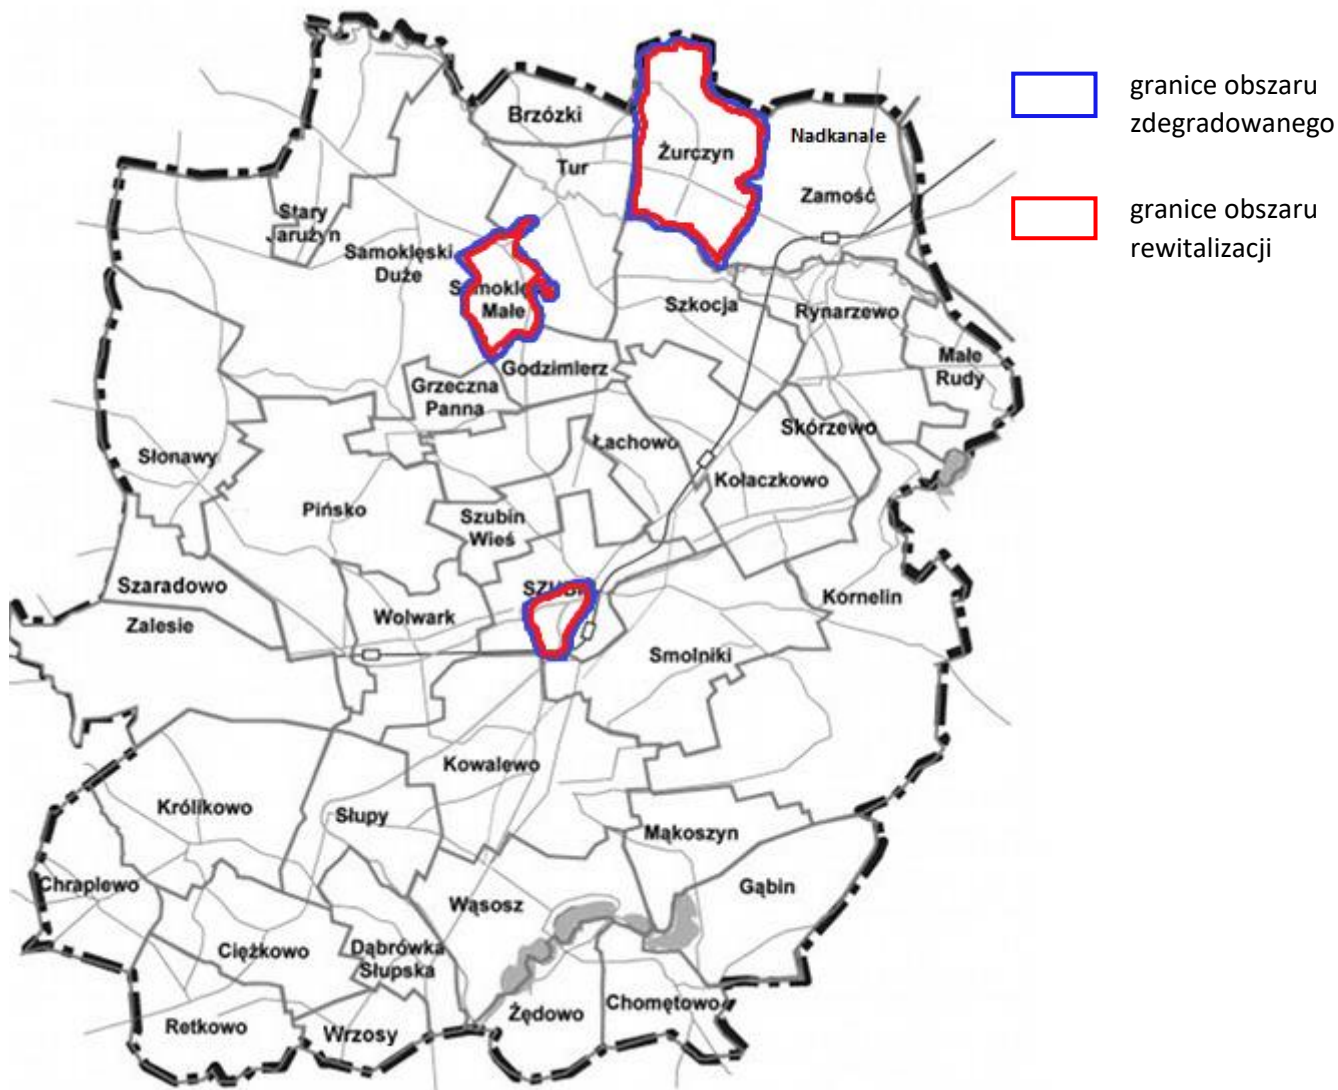 granice obszaru
zdegradowanego
granice obszaru
rewitalizacji
Brzózki
Żurczyn
Nadkanale
Tur
Zamość
Stary
Jarużyn
Samoklęski
Duże
Małe
Szkocja
Rynarzewo
Małe
Rudy
Godzimierz
Grzeczna
Panna
Łachowo
Skórzewo
Słonawy
Kołaczkowo
Pińsko
Szubin
Wieś
Szaradowo
Zalesie
Wolwark
Kornelin
Smolniki
Kowalewo
Królikowo
Słupy
Mąkoszyn
Chraplewo
Gąbin
Wąsosz
Ciężkowo
Dąbrówka
Słupska
Żędowo
Chomętowo
Retkowo
Wrzosy